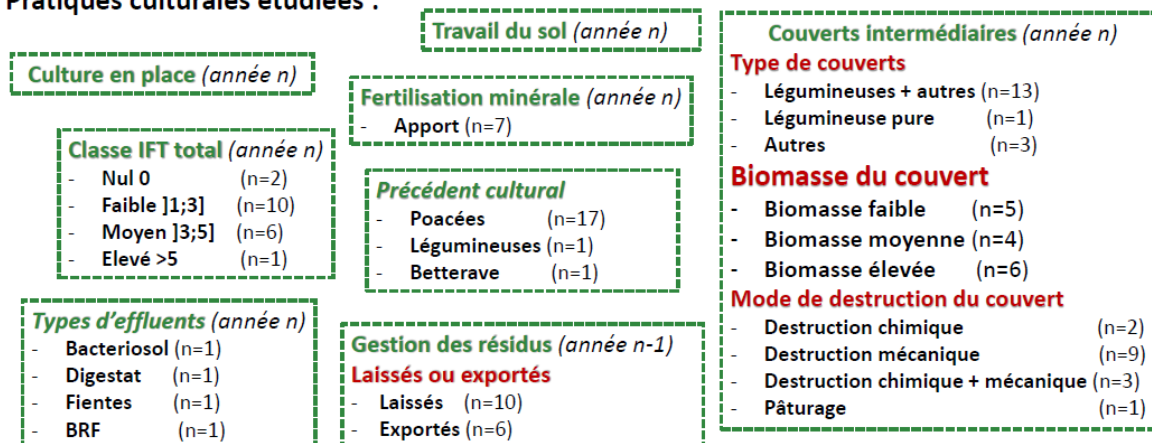 Pratiques culturales étudiées :
Culture en place (année n)
Classe IFT total (année n)
- Nul 0 (n=2)
- Faible ]1;3] (n=10)
- Moyen ]3;5] (n=6)
- Elevé >5 (n=1)
Types d’effluents (année n)
- Bacteriosol (n=1)
- Digestat (n=1)
- Fientes (n=1)
- BRF (n=1)
Travail du sol (année n)
Fertilisation minérale (année n)
- Apport (n=7)
Précédent cultural
- Poacées (n=17)
- Légumineuses (n=1)
- Betterave (n=1)
Gestion des résidus (année n-1)
Laissés ou exportés
- Laissés (n=10)
- Exportés (n=6)
Couverts intermédiaires (année n)
Type de couverts
- Légumineuses + autres (n=13)
- Légumineuse pure (n=1)
- Autres (n=3)
Biomasse du couvert
- Biomasse faible (n=5)
- Biomasse moyenne (n=4)
- Biomasse élevée (n=6)
Mode de destruction du couvert
- Destruction chimique (n=2)
- Destruction mécanique (n=9)
- Destruction chimique + mécanique (n=3)
- Pâturage (n=1)